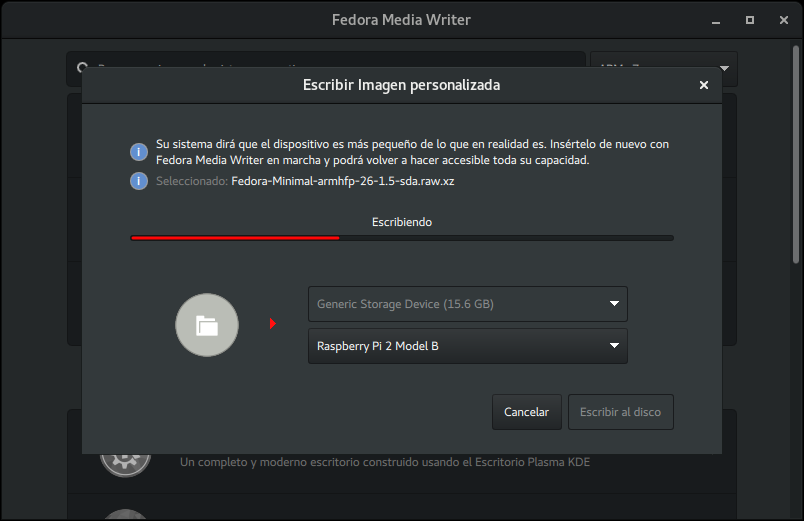 Fedora Media Writer
Escribir Imagen personalizada
Su sistema dirá que el dispositivo es más pequeño de lo que en realidad es. Insértelo de nuevo con
Fedora Media Writer en marcha y podrá volver a hacer accesible toda su capacidad.
Seleccionado: Fedora-Minimal-armhfp-26-1.5-sda.raw.xz
Escribiendo
Generic Storage Device (15.6 GB)
Raspberry Pi 2 Model B
Cancelar
Escribir al disco
Un completo y moderno escritorio construido usando el Escritorio Plasma KDE